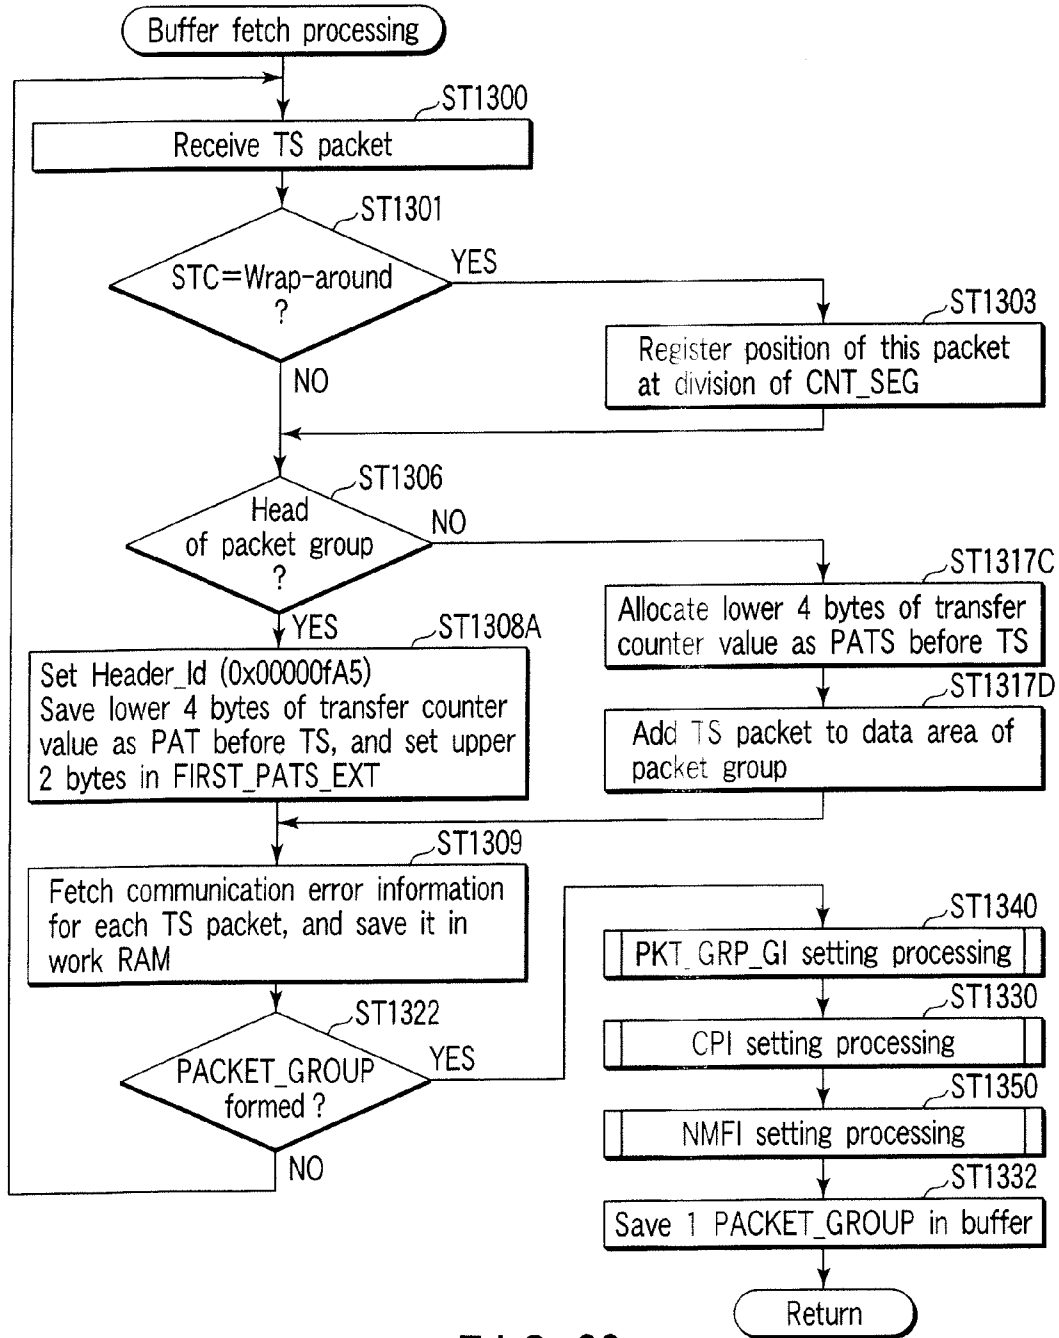 Buffer fetch processing
ST1300
Receive TS packet
ST1301
STC=Wrap-around
?
YES
NO
ST1303
Register position of this packet
at division of CNT_SEG
ST1306
Head
of packet group
?
NO
YES
ST1317C
Allocate lower 4 bytes of transfer
counter value as PATS before TS
ST1317D
Add TS packet to data area of
packet group
ST1308A
Set Header_Id (0x00000fA5)
Save lower 4 bytes of transfer counter
value as PAT before TS, and set upper
2 bytes in FIRST_PATS_EXT
ST1309
Fetch communication error information
for each TS packet, and save it in
work RAM
ST1322
PACKET_GROUP
formed ?
YES
NO
ST1340
PKT_GRP_GI setting processing
ST1330
CPI setting processing
ST1350
NMFI setting processing
ST1332
Save 1 PACKET_GROUP in buffer
Return